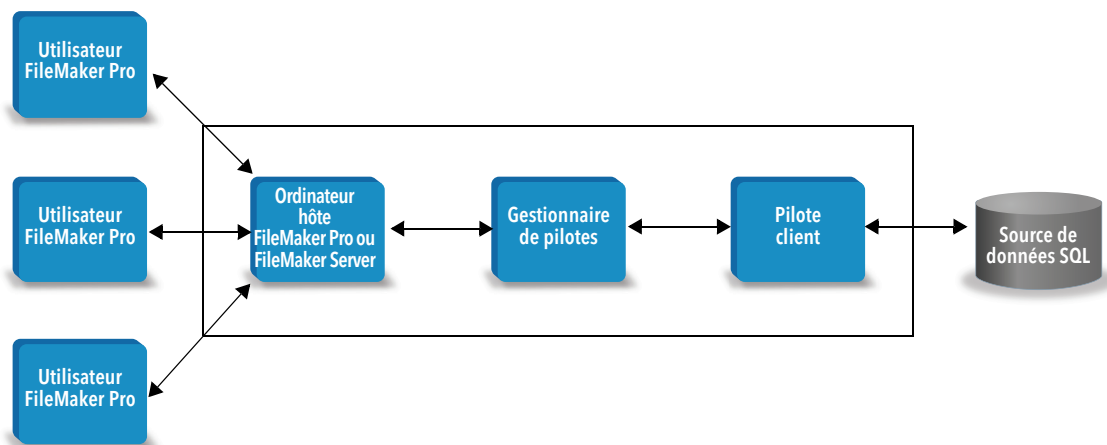 Utilisateur
FileMaker Pro
Utilisateur
FileMaker Pro
Ordinateur
hôte
FileMaker Pro ou
FileMaker Server
Gestionnaire
de pilotes
Pilote
client
Source de
données SQL
Utilisateur
FileMaker Pro